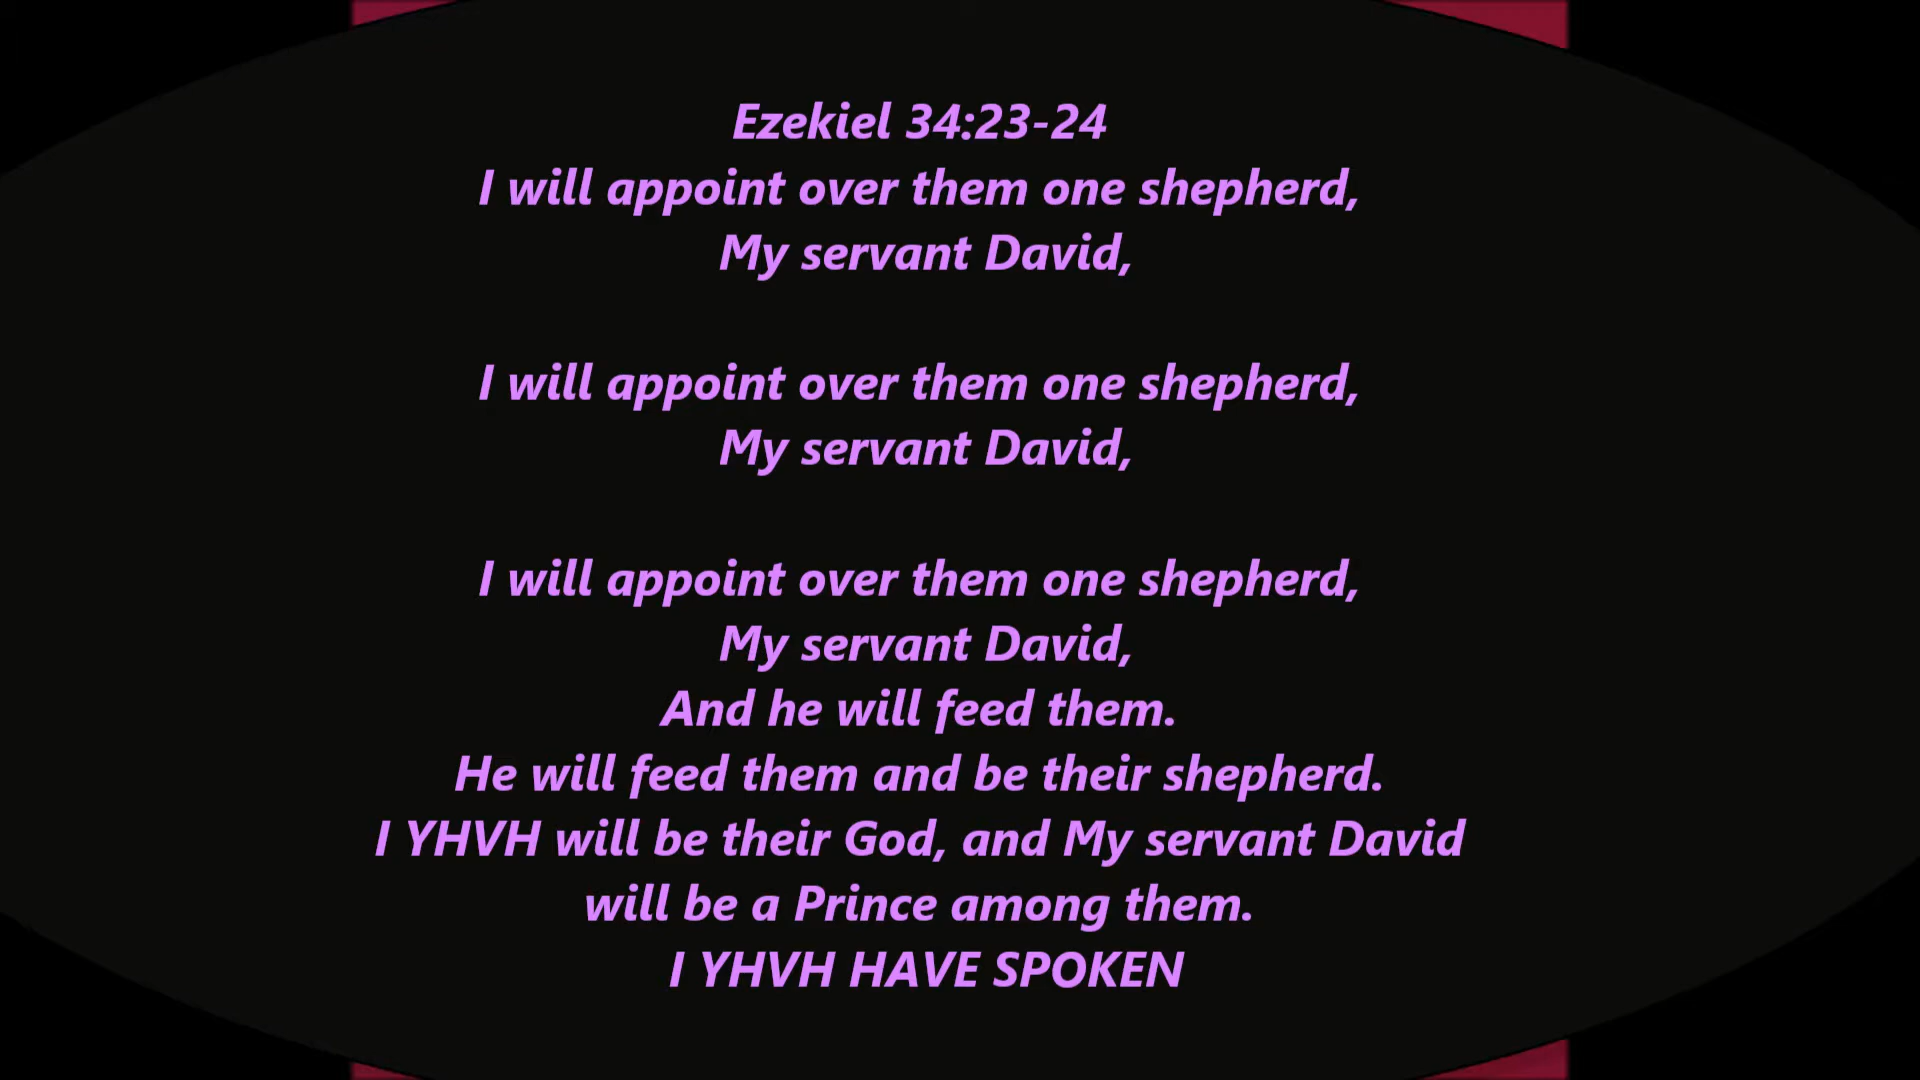 Ezekiel 34:23-24
I will appoint over them one shepherd,
My servant David,
I will appoint over them one shepherd,
My servant David,
I will appoint over them one shepherd,
My servant David,
And he will feed them.
He will feed them and be their shepherd.
I YHVH will be their God, and My servant David
will be a Prince among them.
I YHVH HAVE SPOKEN